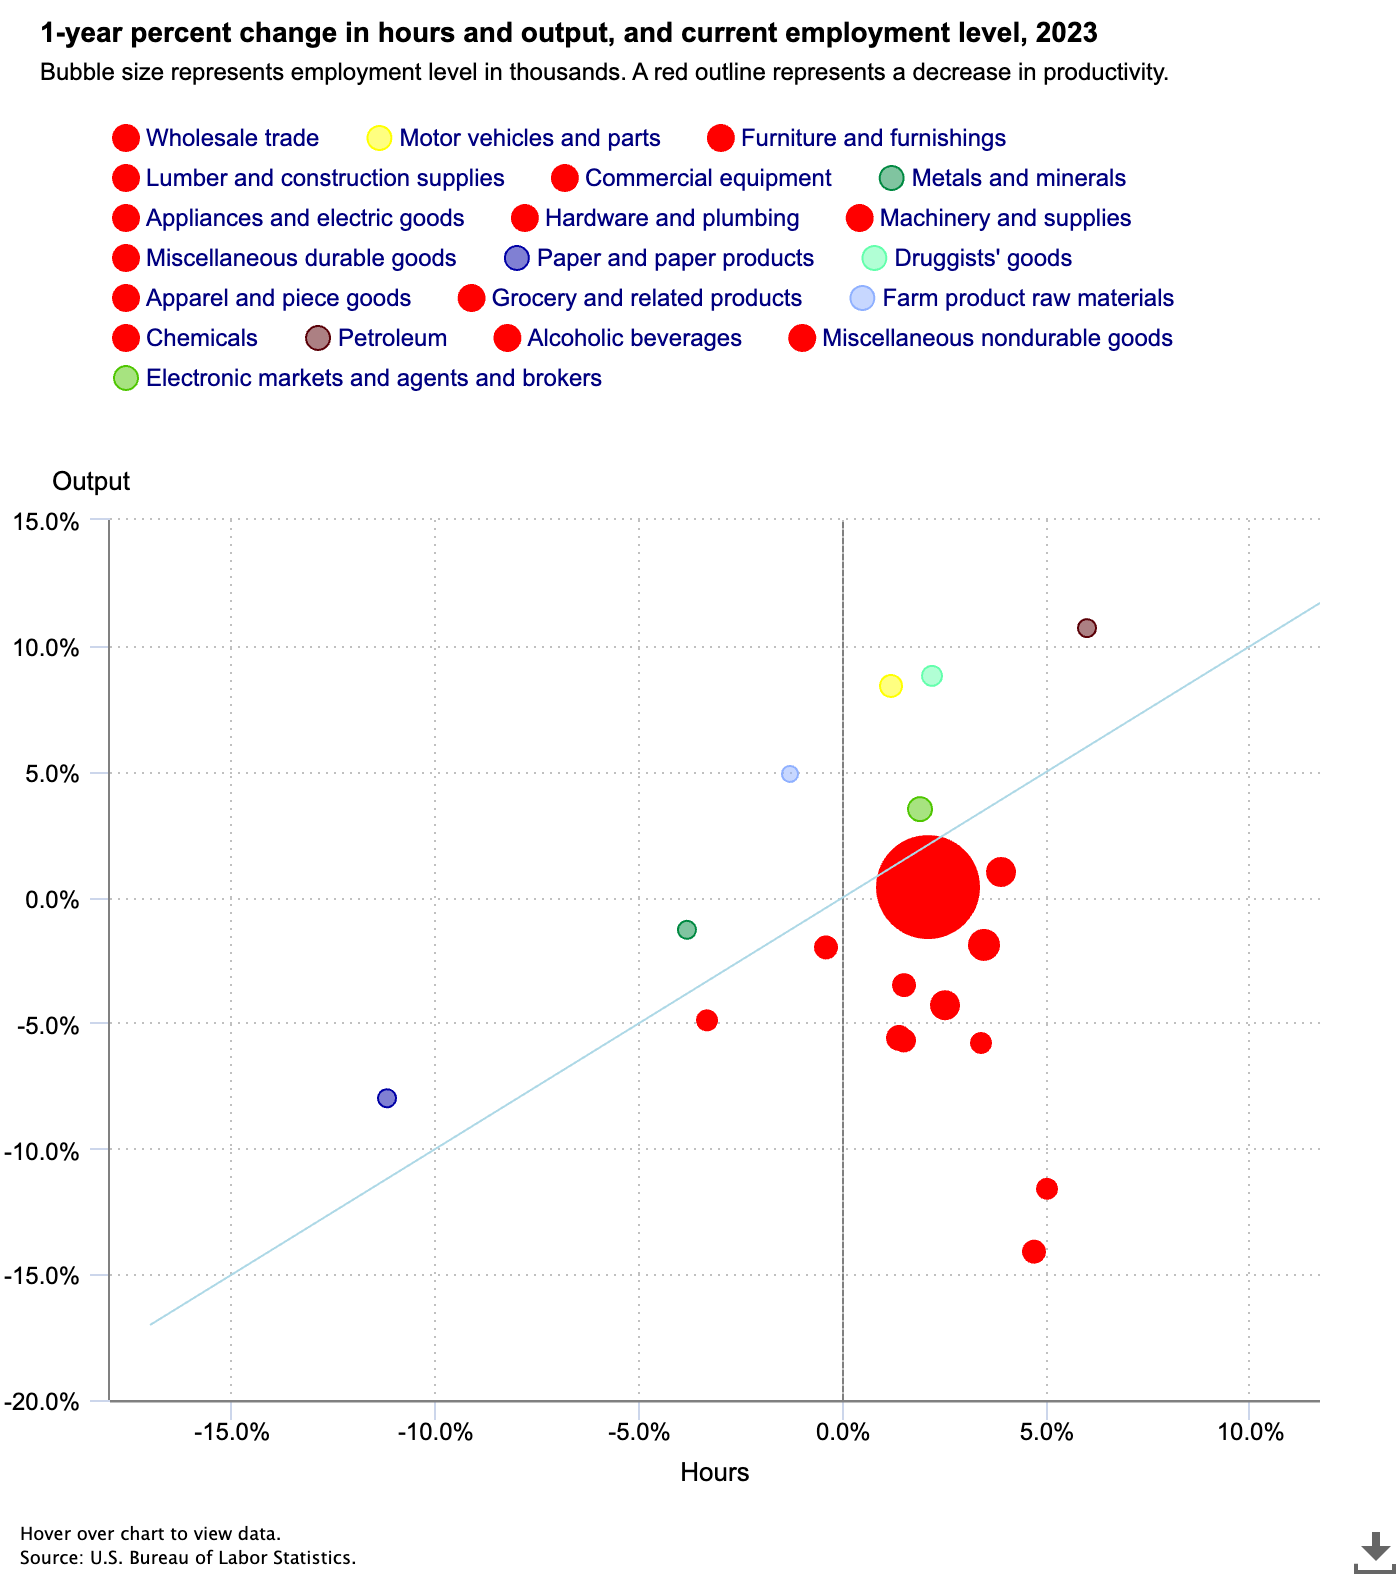 1-year percent change in hours and output, and current employment level, 2023
Bubble size represents employment level in thousands. A red outline represents a decrease in productivity.
Wholesale trade Motor vehicles and parts Furniture and furnishings
Lumber and construction supplies Commercial equipment Metals and minerals
Appliances and electric goods Hardware and plumbing Machinery and supplies
Miscellaneous durable goods Paper and paper products Druggists' goods
Apparel and piece goods Grocery and related products Farm product raw materials
Chemicals Petroleum Alcoholic beverages Miscellaneous nondurable goods
Electronic markets and agents and brokers
Output
15.0%
10.0%
5.0%
0.0%
-5.0%
-10.0%
-15.0%
-20.0%
-15.0% -10.0% -5.0% 0.0% 5.0% 10.0%
Hours
Hover over chart to view data.
Source: U.S. Bureau of Labor Statistics.